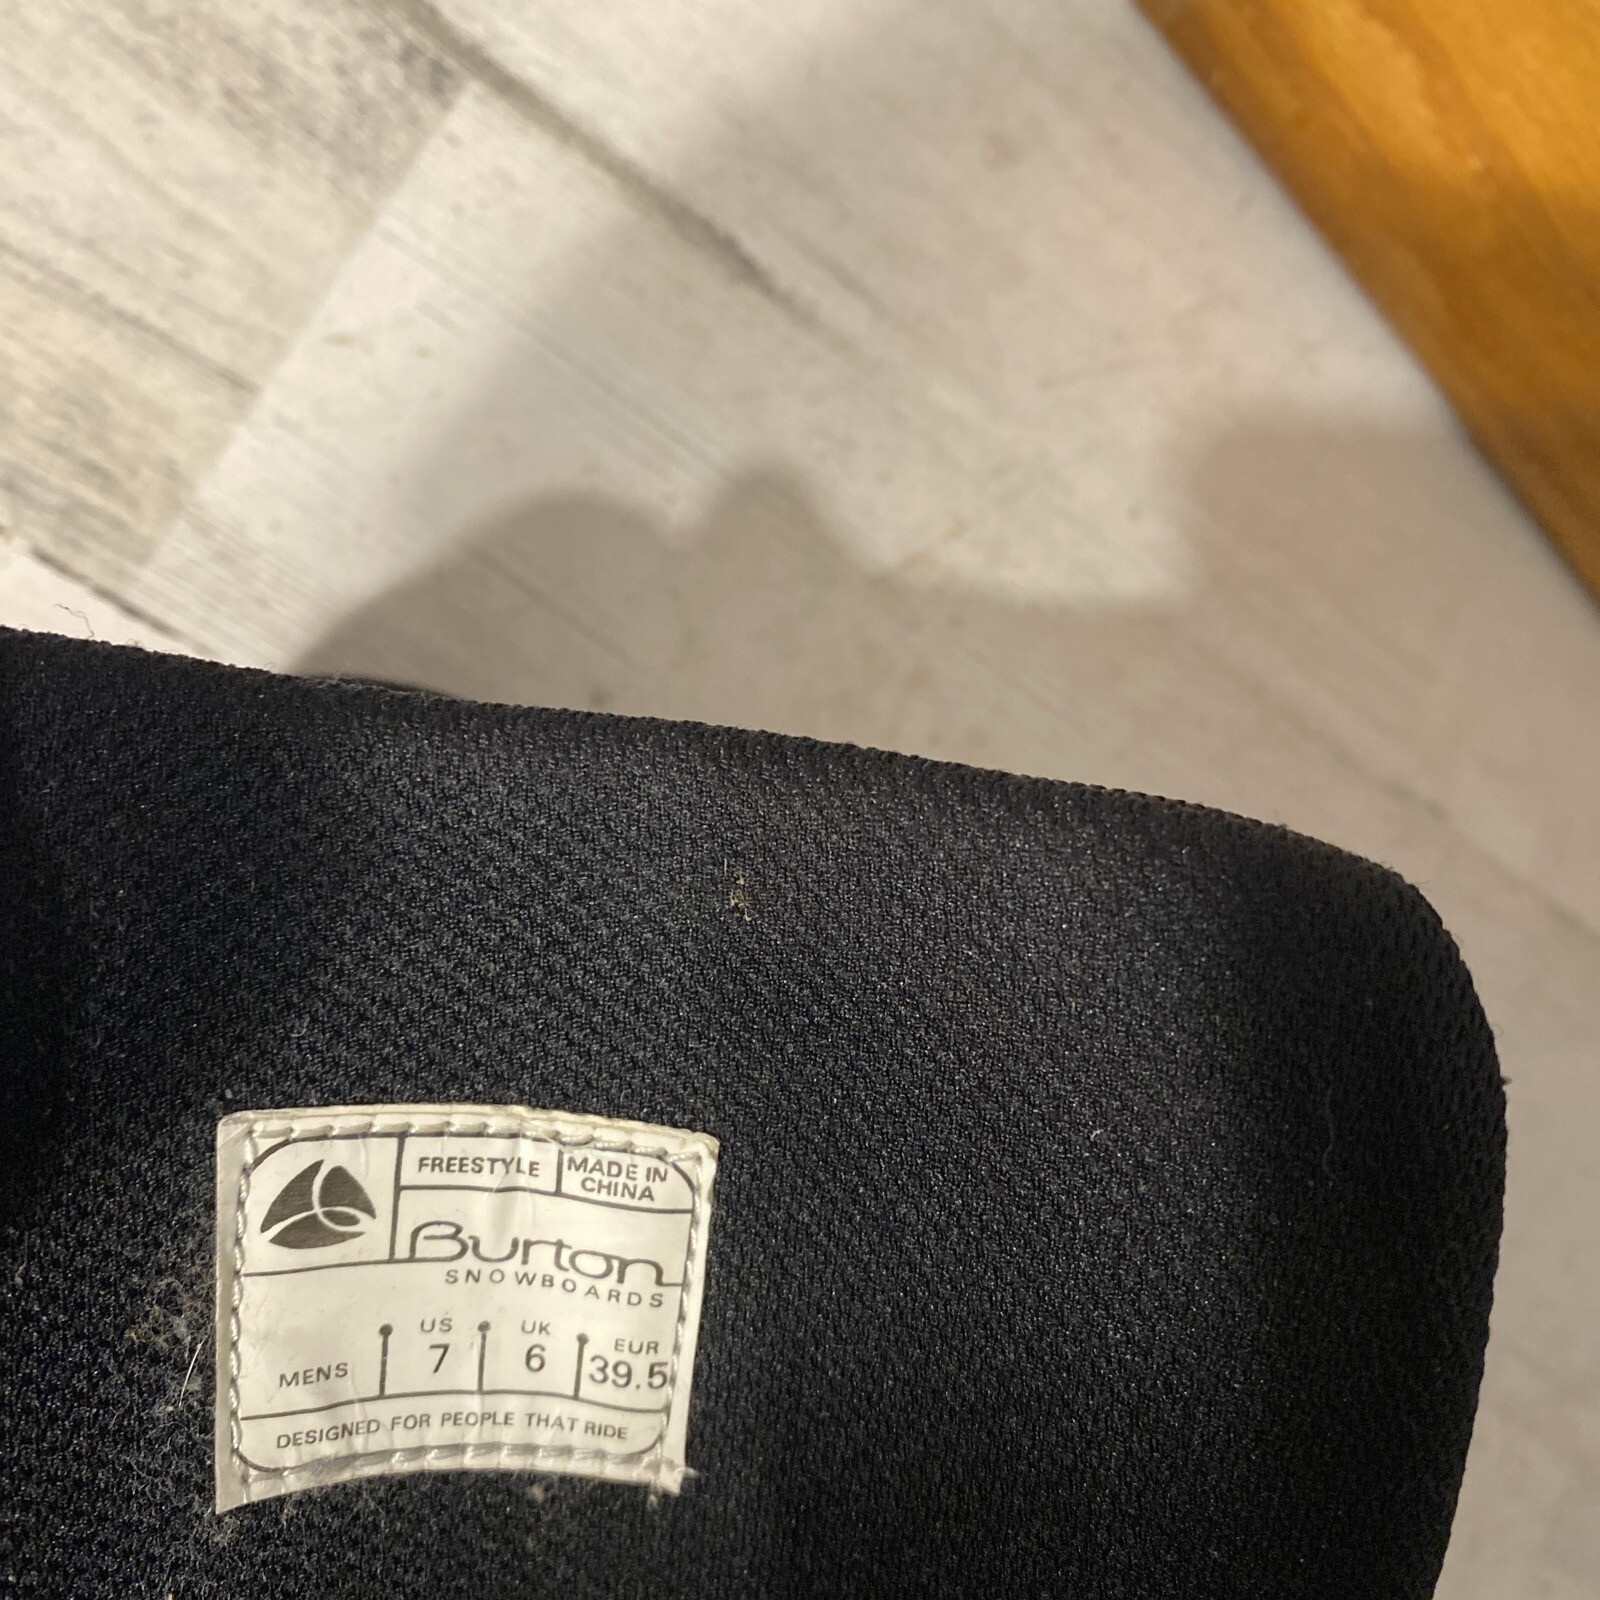 FREESTYLE
MADE IN
CHINA
Burton
SNOWBOARDS
MENS
US
7
UK
6
EUR
39.5
DESIGNED FOR PEOPLE THAT RIDE